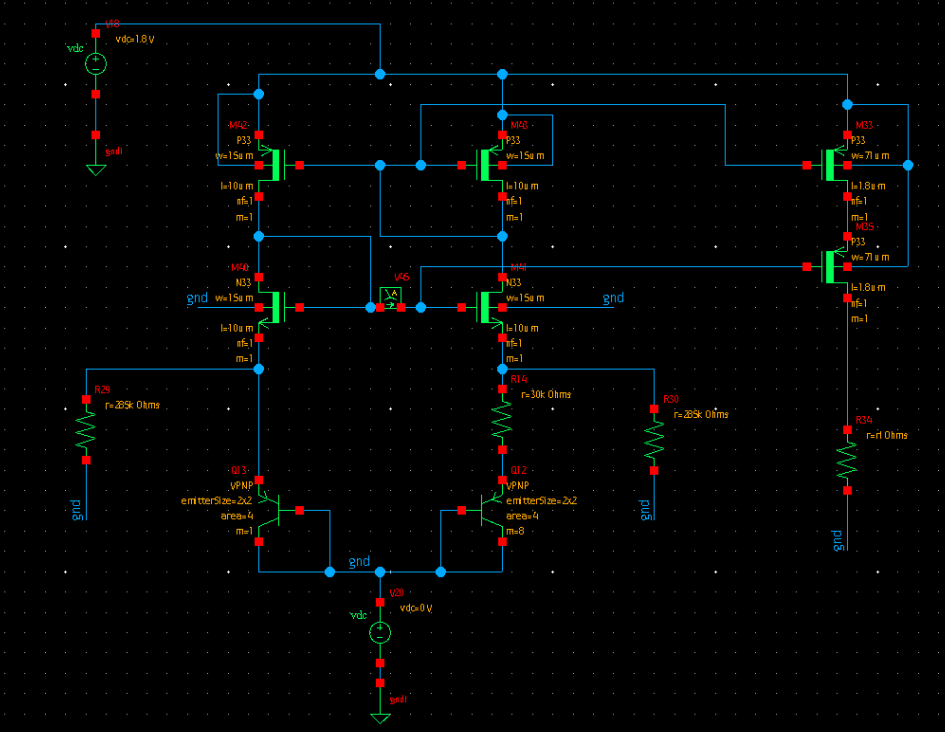 V18
vdc=1.8 V
vdc
gnd!
M42
P33
w=15u m
l=10u m
nf=1
m=1
M43
P33
w=15u m
l=10u m
nf=1
m=1
M33
P33
w=71u m
l=1.8u m
nf=1
m=1
M35
P33
w=71u m
l=1.8u m
nf=1
m=1
M40
N33
gnd
w=15u m
l=10u m
nf=1
m=1
V45
A
M41
N33
w=15u m
gnd
l=10u m
nf=1
m=1
R29
r=285k Ohms
gnd
R14
r=30k Ohms
R30
r=285k Ohms
gnd
R34
r=r1 Ohms
gnd
Q13
VPNP
emitterSize=2x2
area=4
m=1
Q12
VPNP
emitterSize=2x2
area=4
m=8
gnd
V20
vdc=0 V
vdc
gnd!